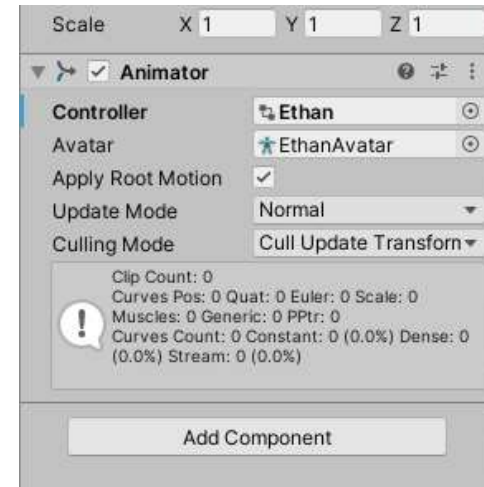 Scale X 1 Y 1 Z 1
Animator
Controller Ethan
Avatar EthanAvatar
Apply Root Motion
Update Mode Normal
Culling Mode Cull Update Transforn
Clip Count: 0
Curves Pos: 0 Quat: 0 Euler: 0 Scale: 0
Muscles: 0 Generic: 0 PPtr: 0
Curves Count: 0 Constant: 0 (0.0%) Dense: 0
(0.0%) Stream: 0 (0.0%)
Add Component